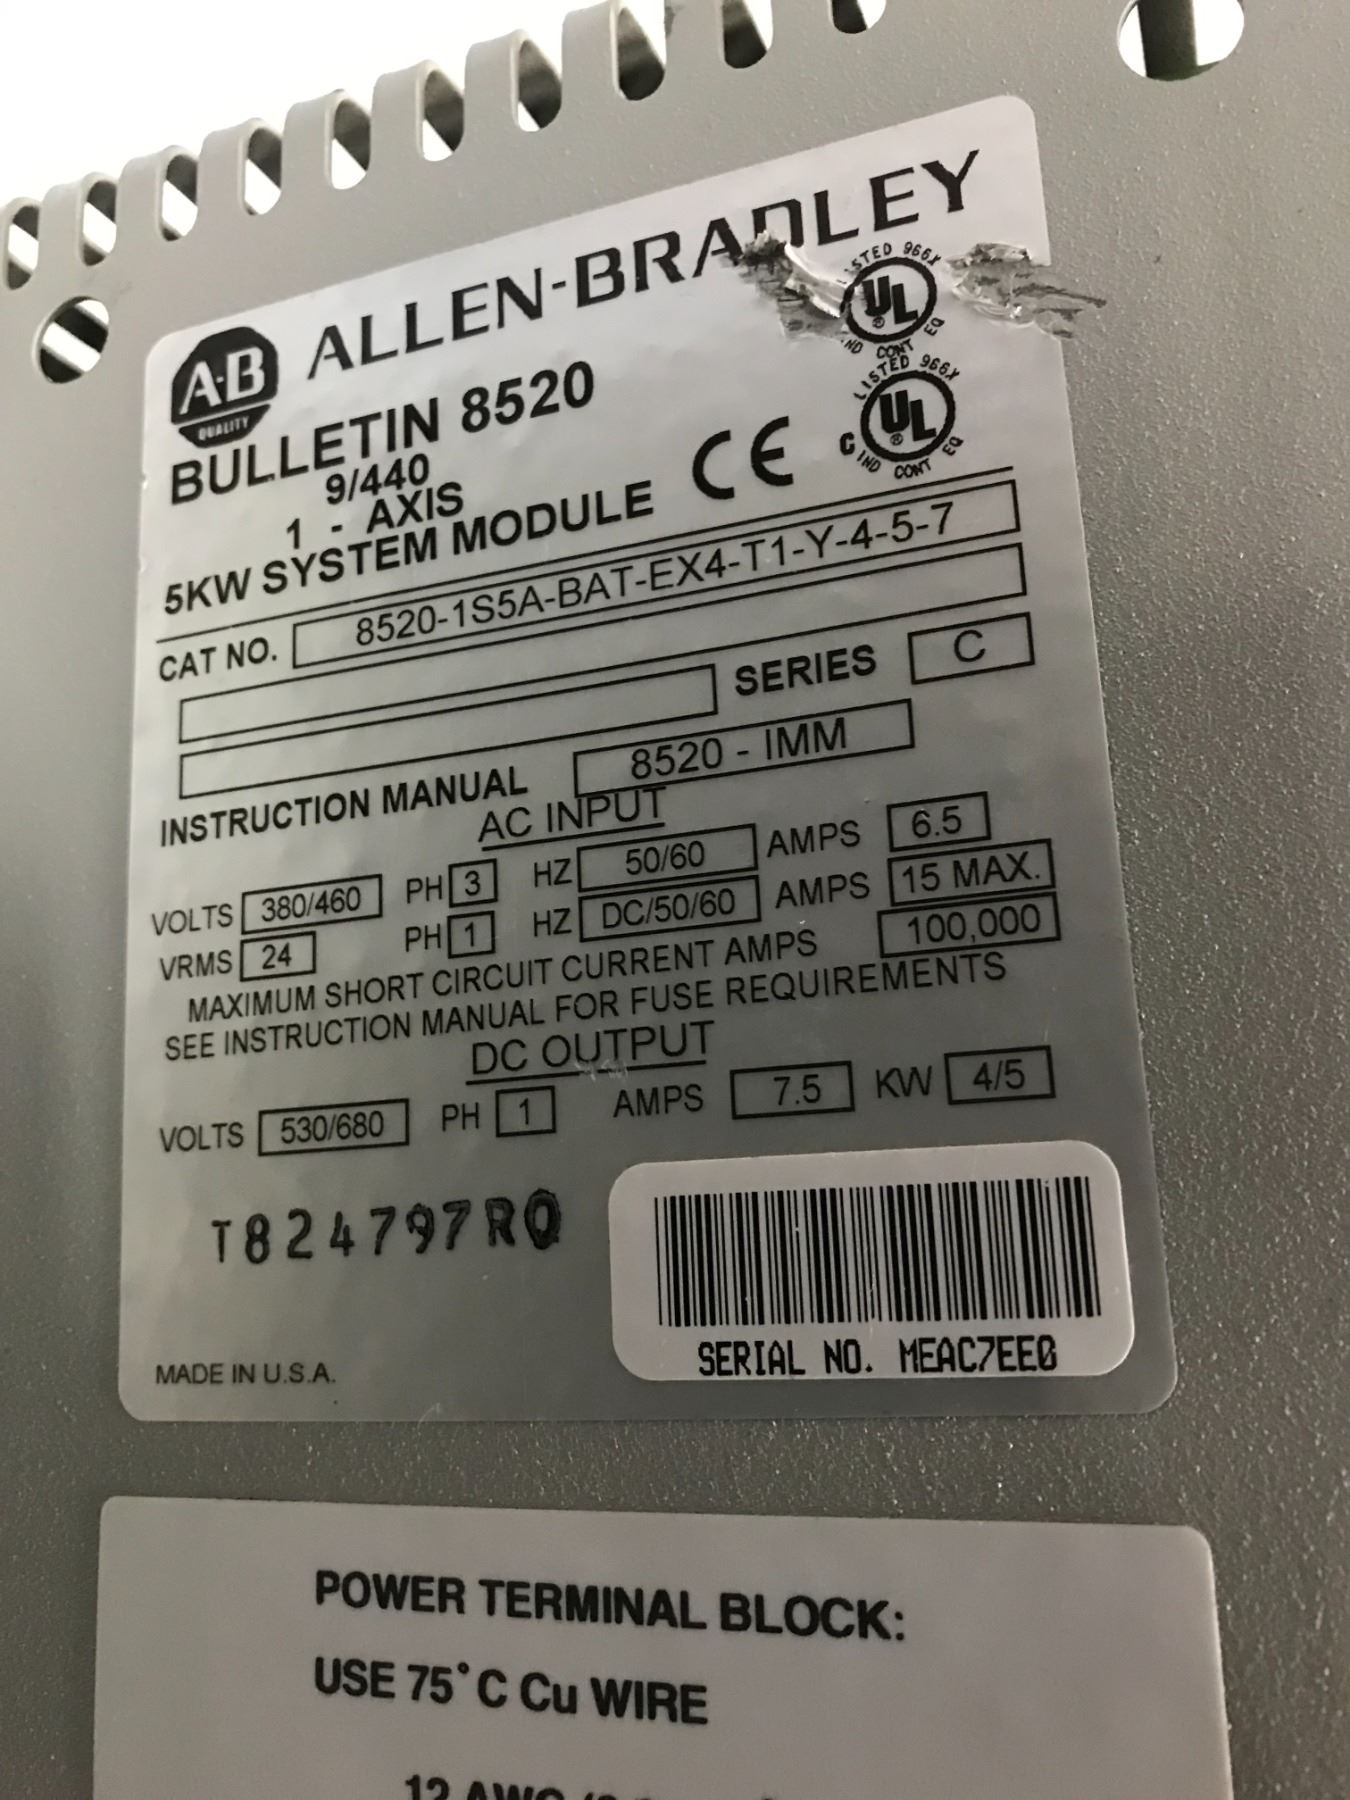 A-B
QUALITY
ALLEN-BRADLEY
BULLETIN 8520
9/440
1 - AXIS
5KW SYSTEM MODULE
CE
LISTED 966X
UL
®
IND CONT EQ
LISTED 966X
C UL
®
IND CONT EQ
CAT NO. 8520-1S5A-BAT-EX4-T1-Y-4-5-7
SERIES C
INSTRUCTION MANUAL 8520 - IMM
AC INPUT
VOLTS 380/460 PH 3 HZ 50/60 AMPS 6.5
VRMS 24 PH 1 HZ DC/50/60 AMPS 15 MAX.
MAXIMUM SHORT CIRCUIT CURRENT AMPS 100,000
SEE INSTRUCTION MANUAL FOR FUSE REQUIREMENTS
DC OUTPUT
VOLTS 530/680 PH 1 AMPS 7.5 KW 4/5
T824797R0
SERIAL NO. MEAC7EE0
MADE IN U.S.A.
POWER TERMINAL BLOCK:
USE 75°C Cu WIRE
12 AWG